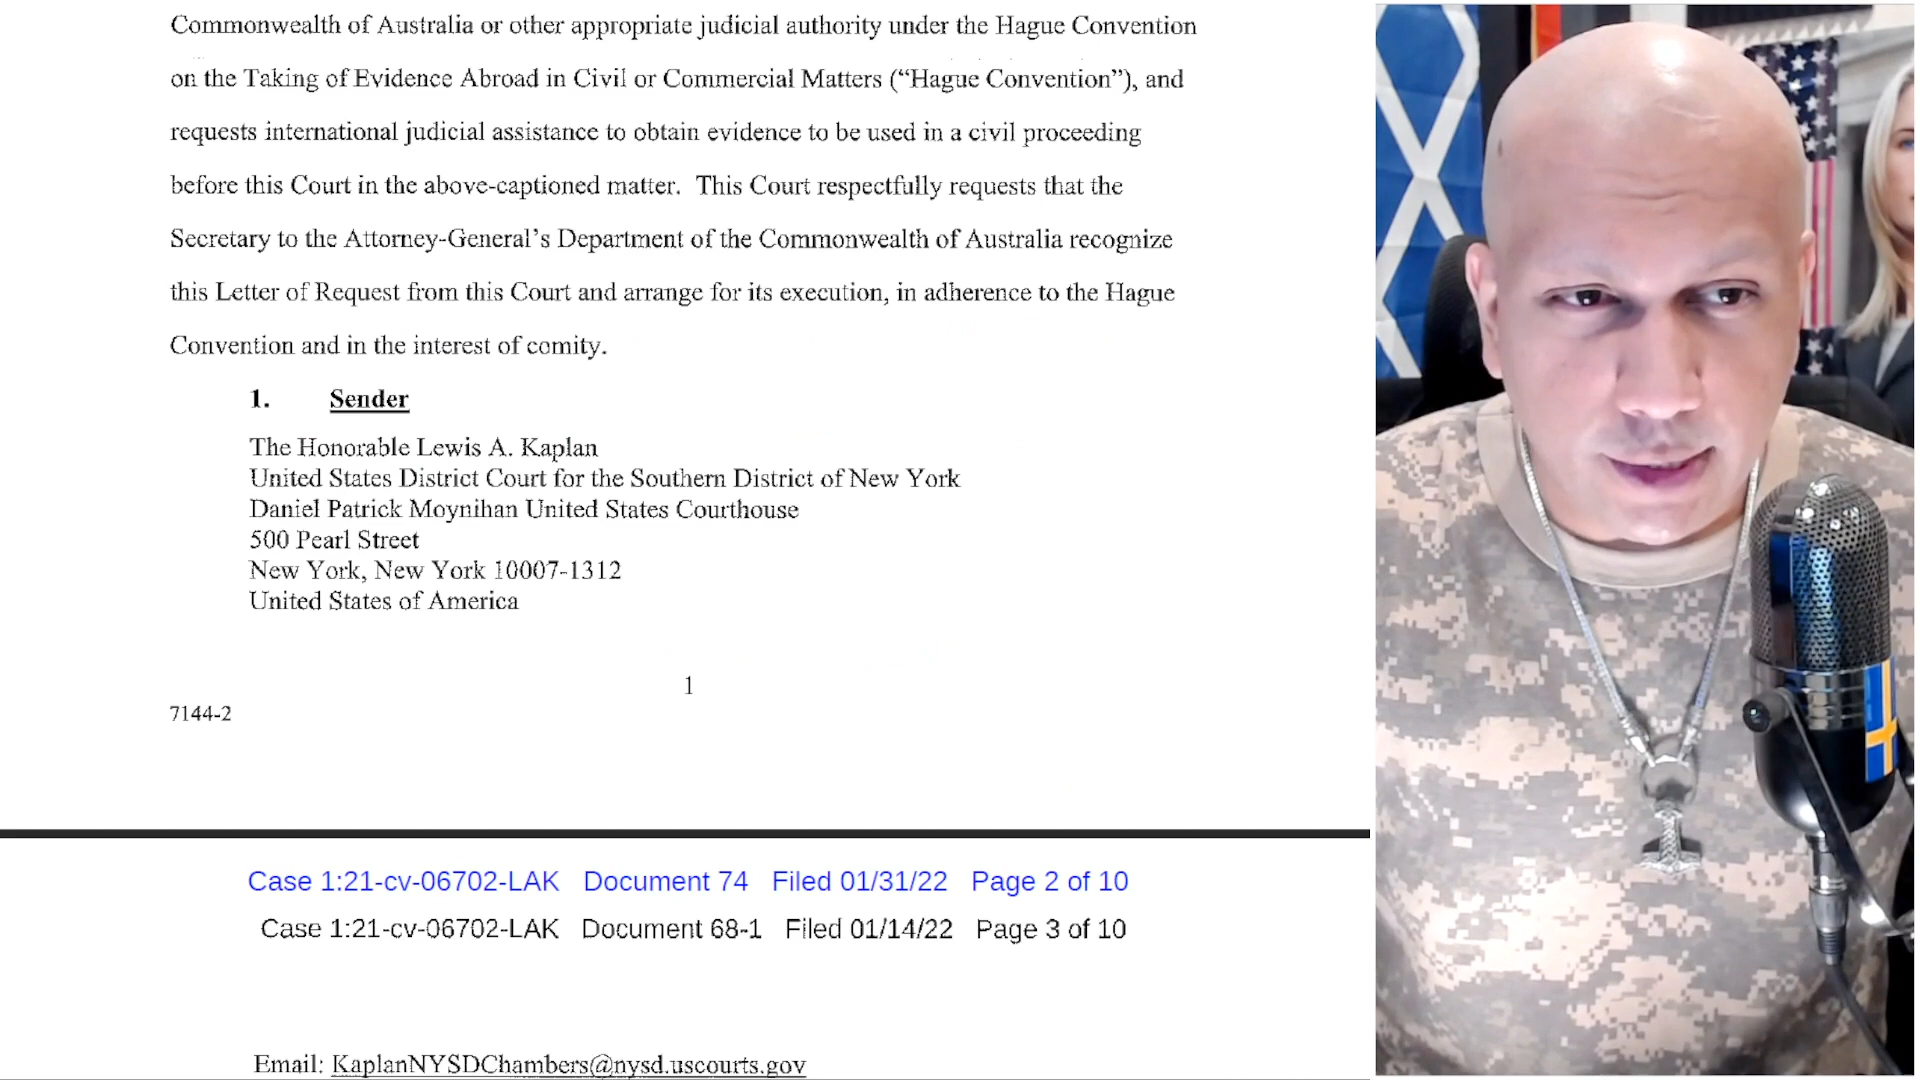 Commonwealth of Australia or other appropriate judicial authority under the Hague Convention
on the Taking of Evidence Abroad in Civil or Commercial Matters (“Hague Convention”), and
requests international judicial assistance to obtain evidence to be used in a civil proceeding
before this Court in the above-captioned matter. This Court respectfully requests that the
Secretary to the Attorney-General’s Department of the Commonwealth of Australia recognize
this Letter of Request from this Court and arrange for its execution, in adherence to the Hague
Convention and in the interest of comity.
1. Sender
The Honorable Lewis A. Kaplan
United States District Court for the Southern District of New York
Daniel Patrick Moynihan United States Courthouse
500 Pearl Street
New York, New York 10007-1312
United States of America
1
7144-2
Case 1:21-cv-06702-LAK Document 74 Filed 01/31/22 Page 2 of 10
Case 1:21-cv-06702-LAK Document 68-1 Filed 01/14/22 Page 3 of 10
Email: KaplanNYSDChambers@nysd.uscourts.gov